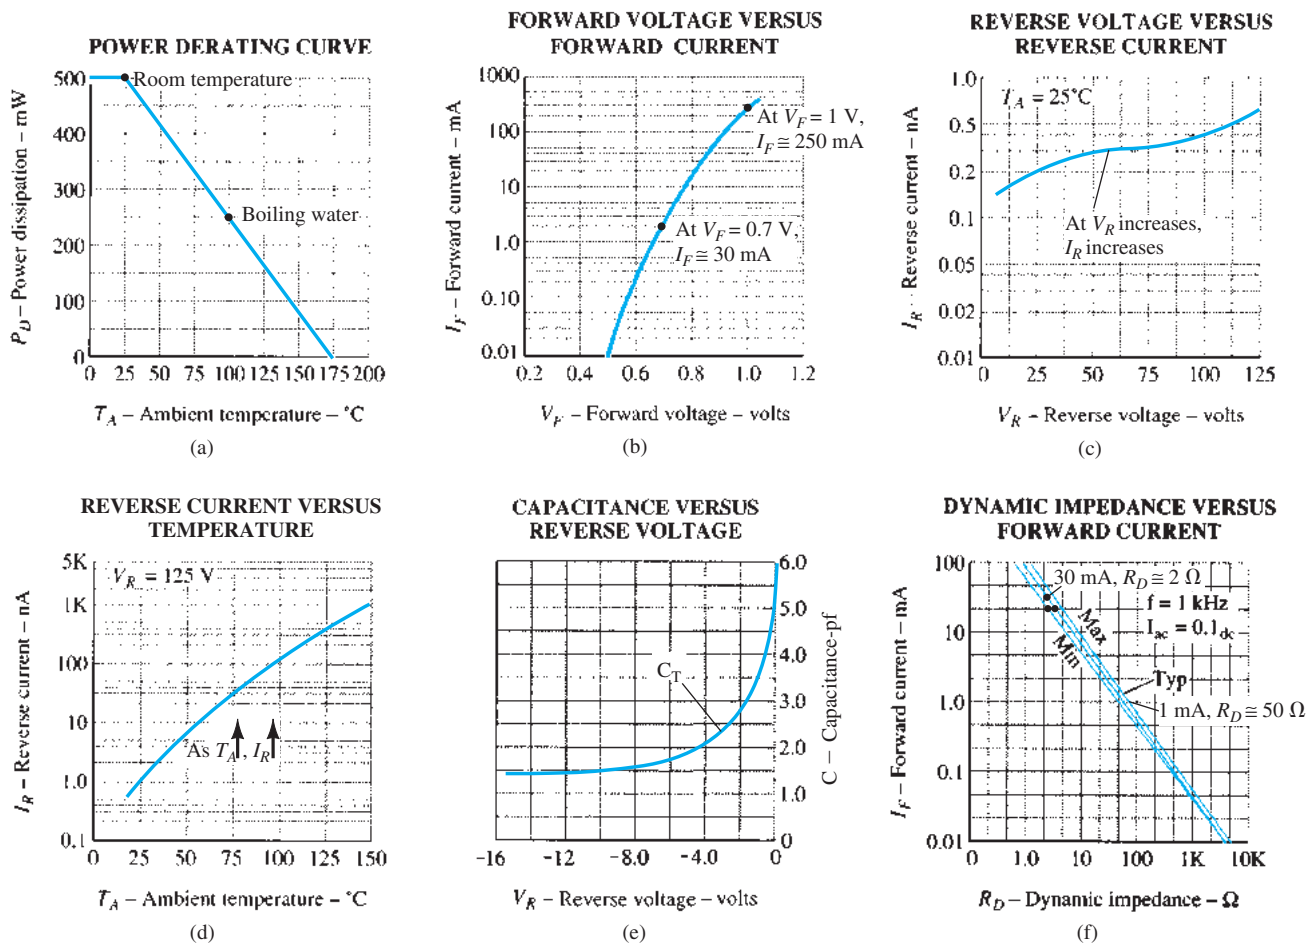 POWER DERATING CURVE
500
400
300
200
100
0
Room temperature
Boiling water
0 25 50 75 100 125 150 175 200
P_D – Power dissipation – mW
T_A – Ambient temperature – °C
(a)
FORWARD VOLTAGE VERSUS
FORWARD CURRENT
1000
100
10
1.0
0.10
0.01
At V_F = 1 V,
I_F ≅ 250 mA
At V_F = 0.7 V,
I_F ≅ 30 mA
0.2 0.4 0.6 0.8 1.0 1.2
I_F – Forward current – mA
V_F – Forward voltage – volts
(b)
REVERSE VOLTAGE VERSUS
REVERSE CURRENT
1.0
0.5
0.2
0.1
0.05
0.02
0.01
T_A = 25°C
At V_R increases,
I_R increases
0 25 50 75 100 125
I_R – Reverse current – nA
V_R – Reverse voltage – volts
(c)
REVERSE CURRENT VERSUS
TEMPERATURE
5K
1K
100
10
1.0
0.1
V_R = 125 V
As T_A ↑, I_R ↑
0 25 50 75 100 125 150
I_R – Reverse current – nA
T_A – Ambient temperature – °C
(d)
CAPACITANCE VERSUS
REVERSE VOLTAGE
6.0
5.0
4.0
3.0
2.0
1.0
0
C_T
-16 -12 -8.0 -4.0 0
C – Capacitance-pf
V_R – Reverse voltage – volts
(e)
DYNAMIC IMPEDANCE VERSUS
FORWARD CURRENT
100
10
1.0
0.1
0.01
30 mA, R_D ≅ 2 Ω
f = 1 kHz
I_ac = 0.1_dc
Max
Min
Typ
1 mA, R_D ≅ 50 Ω
0 1.0 10 100 1K 10K
I_F – Forward current – mA
R_D – Dynamic impedance – Ω
(f)